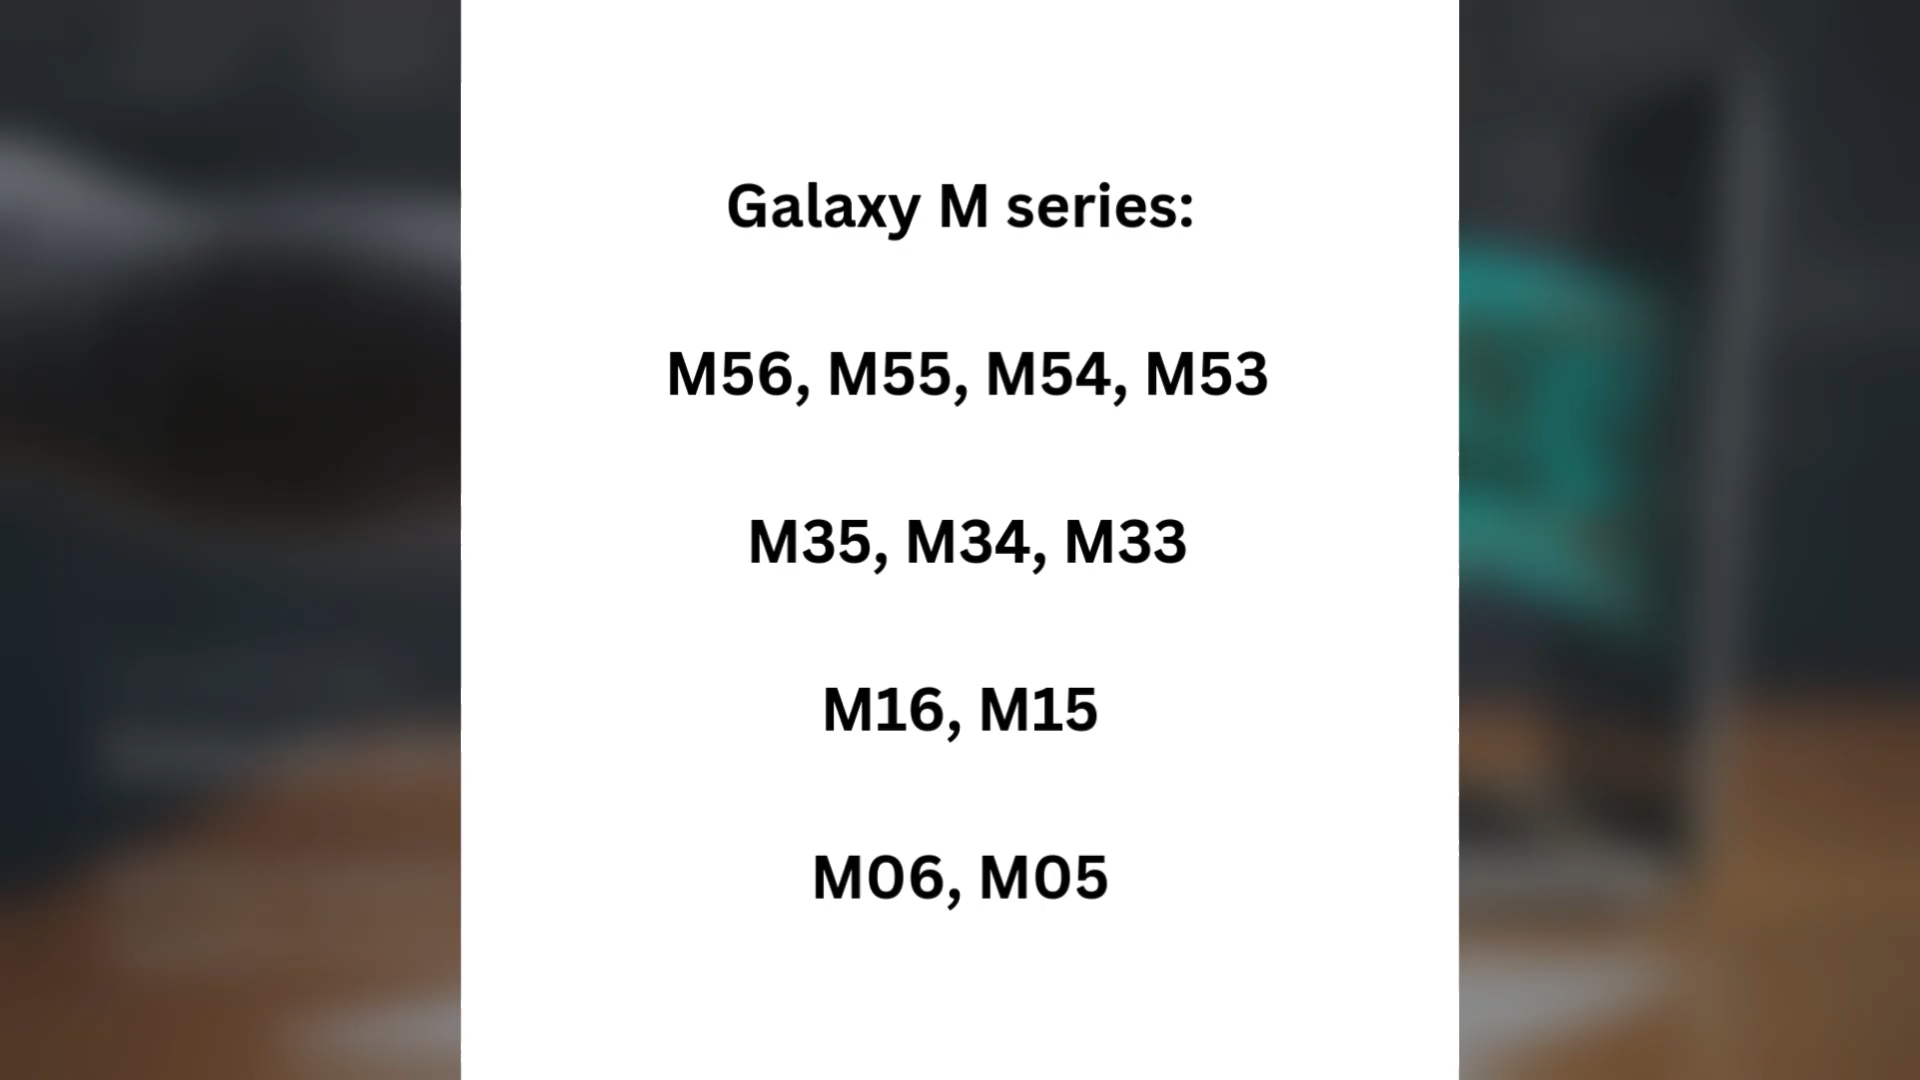 Galaxy M series:
M56, M55, M54, M53
M35, M34, M33
M16, M15
M06, M05